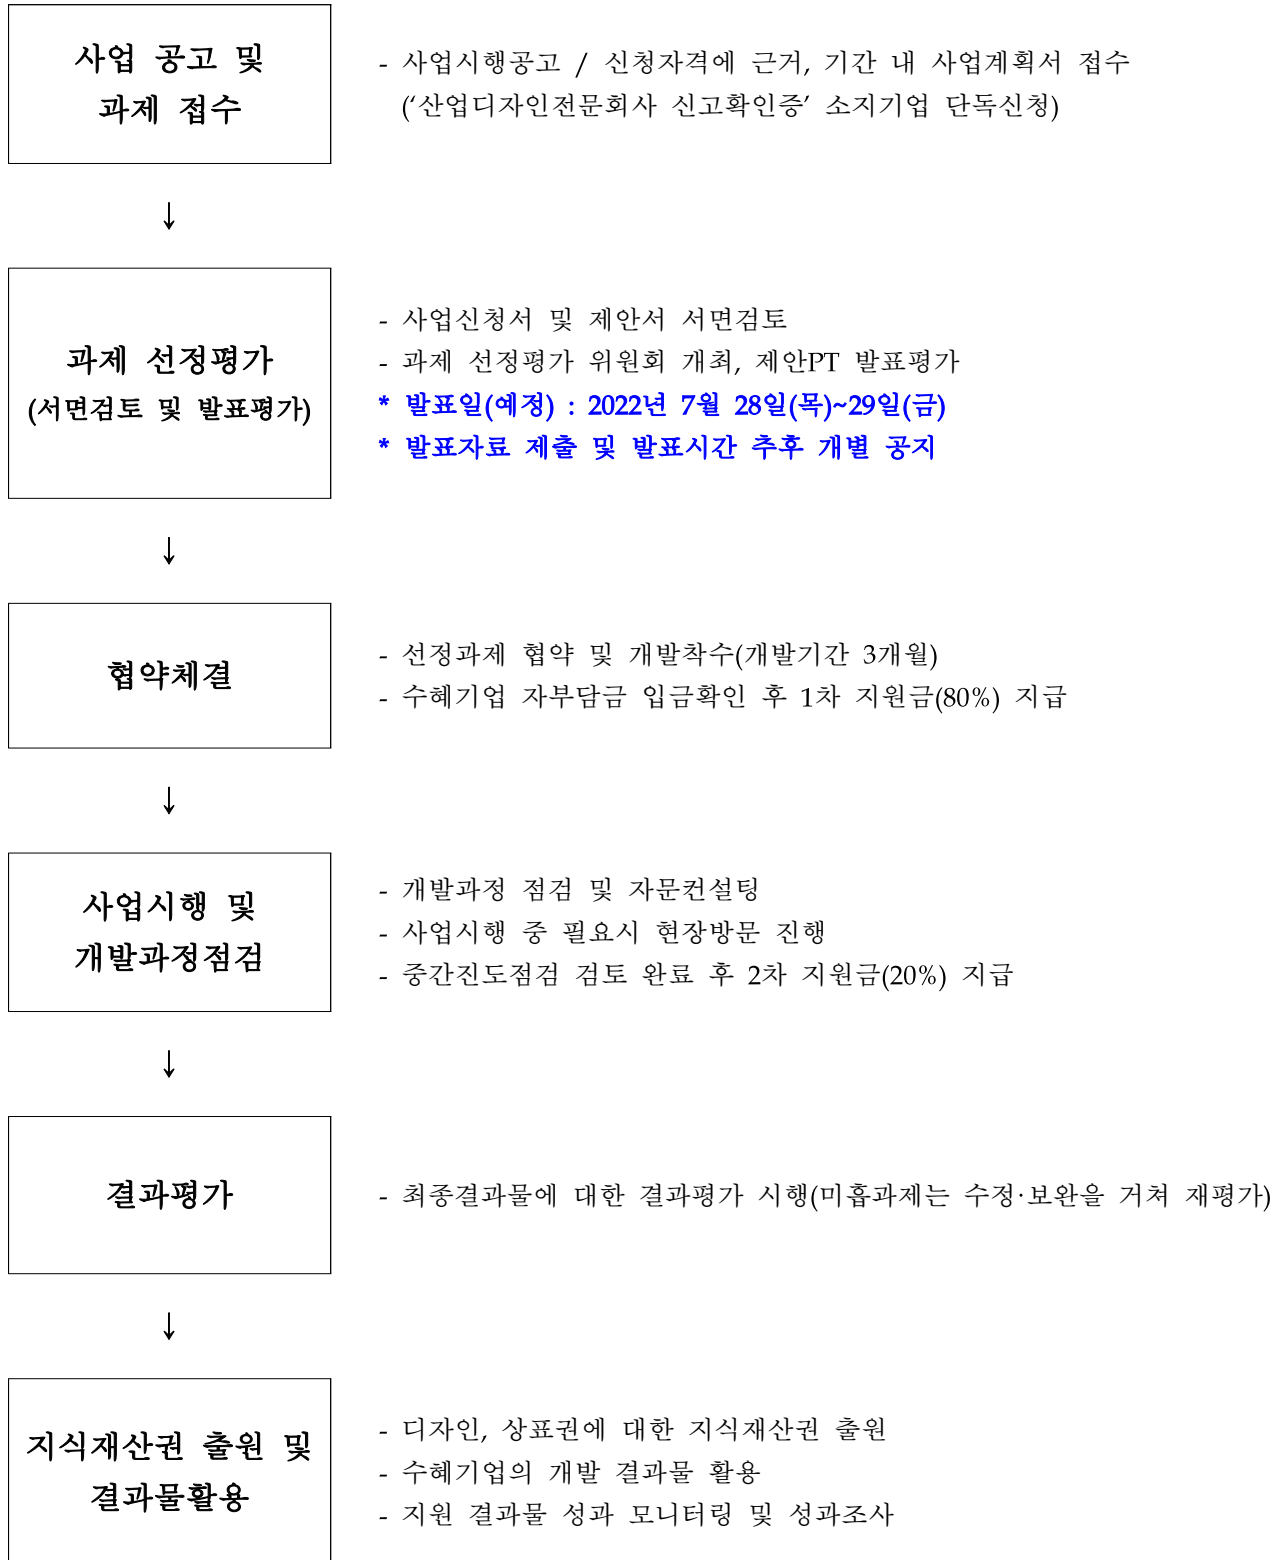 사업 공고 및
과제 접수
- 사업시행공고 / 신청자격에 근거, 기간 내 사업계획서 접수
(‘산업디자인전문회사 신고확인증’ 소지기업 단독신청)
↓
과제 선정평가
(서면검토 및 발표평가)
- 사업신청서 및 제안서 서면검토
- 과제 선정평가 위원회 개최, 제안PT 발표평가
* 발표일(예정) : 2022년 7월 28일(목)~29일(금)
* 발표자료 제출 및 발표시간 추후 개별 공지
↓
협약체결
- 선정과제 협약 및 개발착수(개발기간 3개월)
- 수혜기업 자부담금 입금확인 후 1차 지원금(80%) 지급
↓
사업시행 및
개발과정점검
- 개발과정 점검 및 자문컨설팅
- 사업시행 중 필요시 현장방문 진행
- 중간진도점검 검토 완료 후 2차 지원금(20%) 지급
↓
결과평가
- 최종결과물에 대한 결과평가 시행(미흡과제는 수정·보완을 거쳐 재평가)
↓
지식재산권 출원 및
결과물활용
- 디자인, 상표권에 대한 지식재산권 출원
- 수혜기업의 개발 결과물 활용
- 지원 결과물 성과 모니터링 및 성과조사